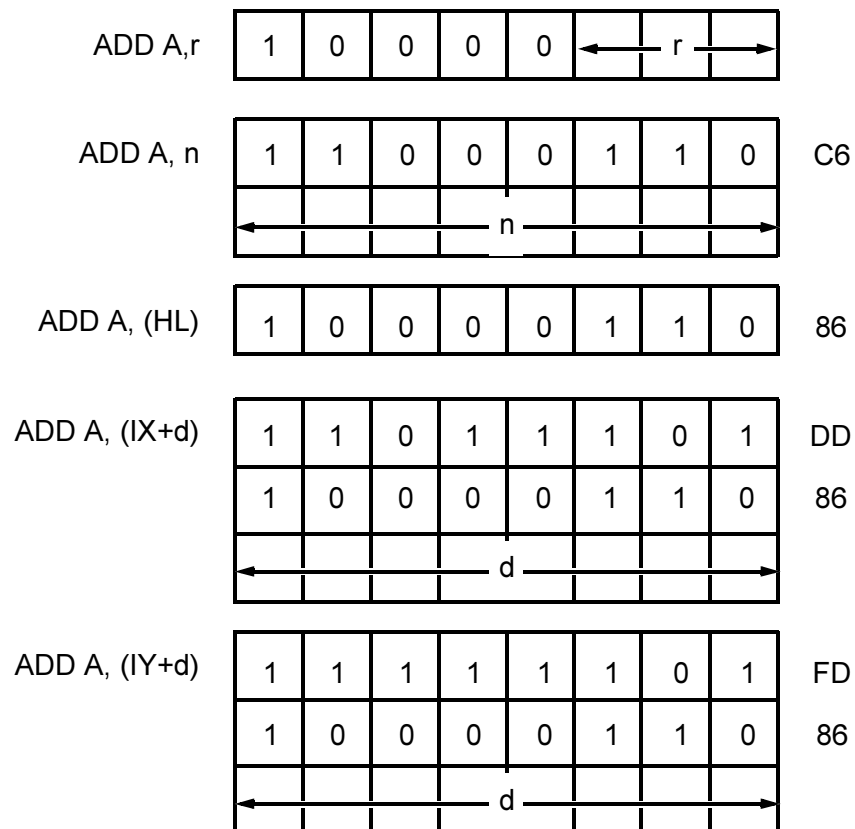 ADD A,r 1 0 0 0 0 r
ADD A, n 1 1 0 0 0 1 1 0 C6
n
ADD A, (HL) 1 0 0 0 0 1 1 0 86
ADD A, (IX+d) 1 1 0 1 1 1 0 1 DD
1 0 0 0 0 1 1 0 86
d
ADD A, (IY+d) 1 1 1 1 1 1 0 1 FD
1 0 0 0 0 1 1 0 86
d